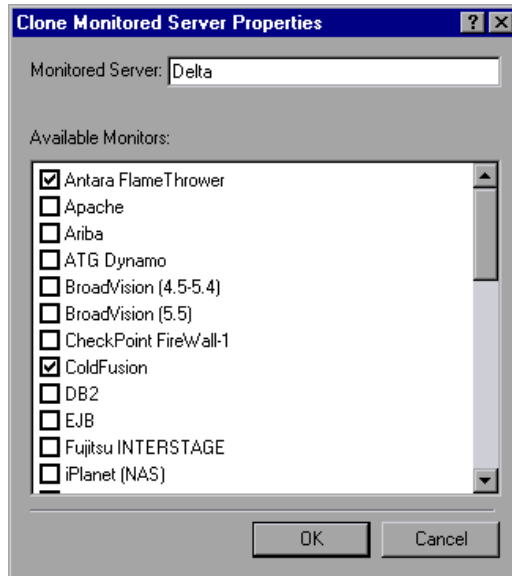 Clone Monitored Server Properties
Monitored Server: Delta
Available Monitors:
Antara FlameThrower
Apache
Ariba
ATG Dynamo
BroadVision (4.5-5.4)
BroadVision (5.5)
CheckPoint FireWall-1
ColdFusion
DB2
EJB
Fujitsu INTERSTAGE
iPlanet (NAS)
OK Cancel